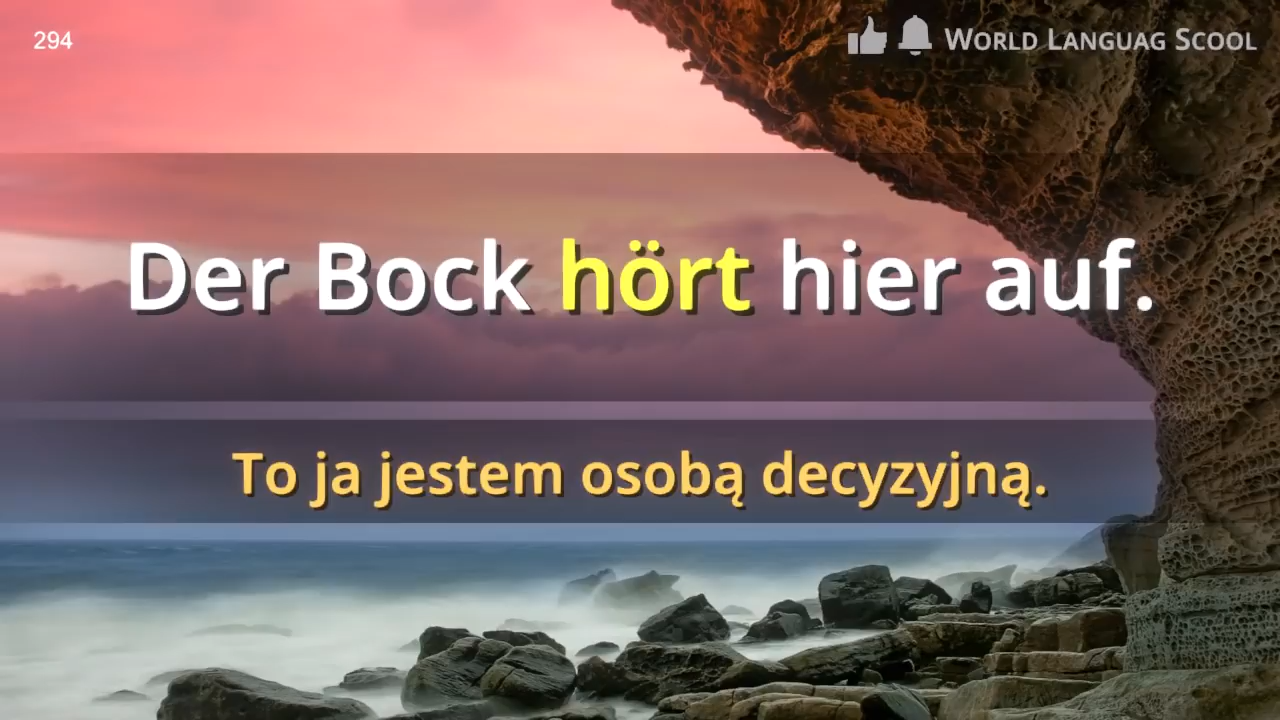 294
World Languag Scool
Der Bock hört hier auf.
To ja jestem osobą decyzyjną.